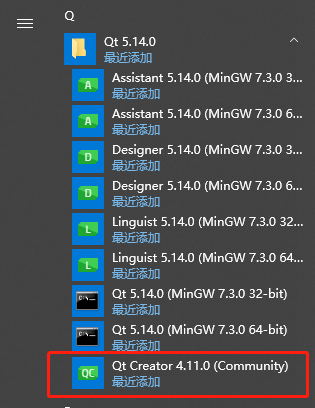 Q
Qt 5.14.0
最近添加
Assistant 5.14.0 (MinGW 7.3.0 3...
最近添加
Assistant 5.14.0 (MinGW 7.3.0 6...
最近添加
Designer 5.14.0 (MinGW 7.3.0 3...
最近添加
Designer 5.14.0 (MinGW 7.3.0 6...
最近添加
Linguist 5.14.0 (MinGW 7.3.0 32...
最近添加
Linguist 5.14.0 (MinGW 7.3.0 64...
最近添加
Qt 5.14.0 (MinGW 7.3.0 32-bit)
最近添加
Qt 5.14.0 (MinGW 7.3.0 64-bit)
最近添加
Qt Creator 4.11.0 (Community)
最近添加